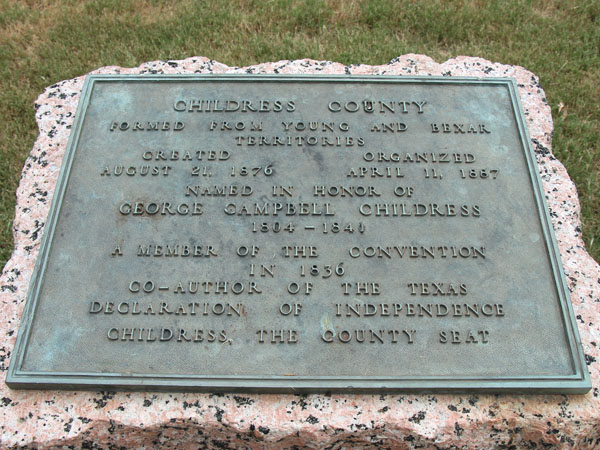 CHILDRESS COUNTY
FORMED FROM YOUNG AND BEXAR
TERRITORIES
CREATED ORGANIZED
AUGUST 21, 1876 APRIL 11, 1887
NAMED IN HONOR OF
GEORGE CAMPBELL CHILDRESS
1804 – 1841
A MEMBER OF THE CONVENTION
IN 1836
CO–AUTHOR OF THE TEXAS
DECLARATION OF INDEPENDENCE
CHILDRESS, THE COUNTY SEAT